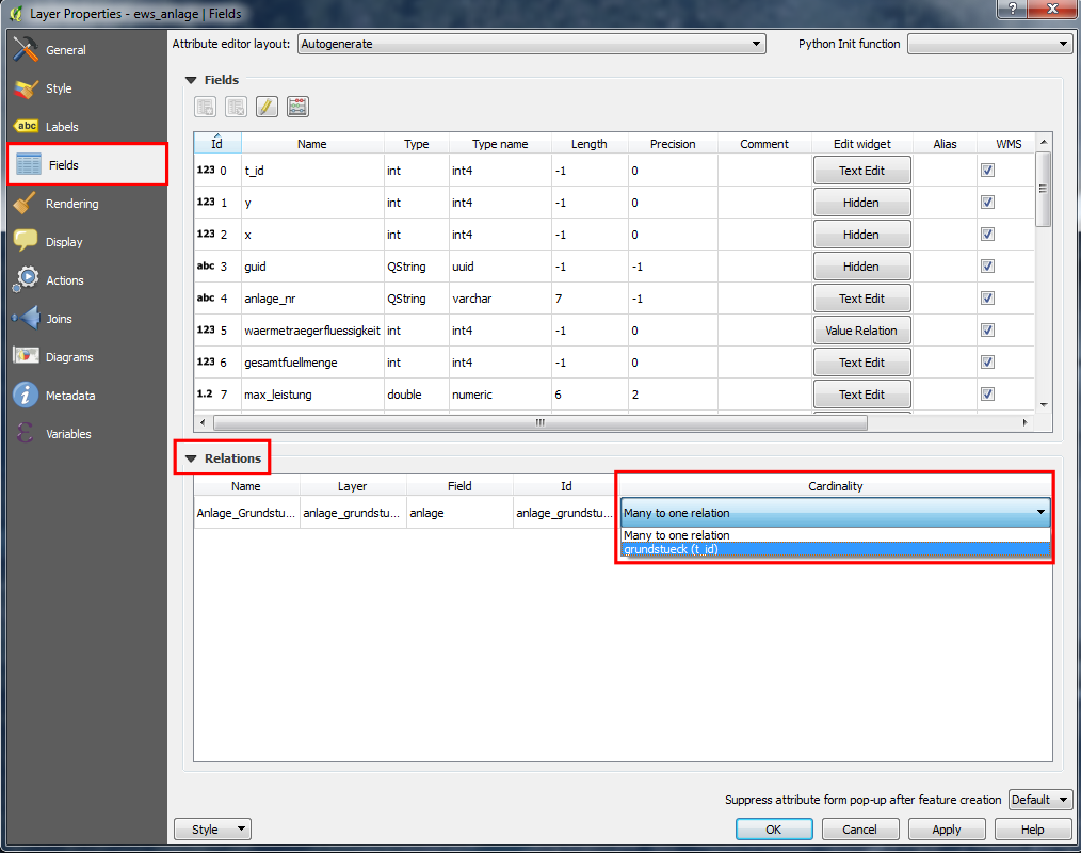 Layer Properties - ews_anlage | Fields
?
X
General
Style
abc Labels
Fields
Rendering
Display
Actions
Joins
Diagrams
Metadata
Variables
Attribute editor layout: Autogenerate Python Init function
Fields
Id Name Type Type name Length Precision Comment Edit widget Alias WMS
123 0 t_id int int4 -1 0 Text Edit
123 1 y int int4 -1 0 Hidden
123 2 x int int4 -1 0 Hidden
abc 3 guid QString uuid -1 -1 Hidden
abc 4 anlage_nr QString varchar 7 -1 Text Edit
123 5 waermetraegerfluessigkeit int int4 -1 0 Value Relation
123 6 gesamtfuellmenge int int4 -1 0 Text Edit
1.2 7 max_leistung double numeric 6 2 Text Edit
Relations
Name Layer Field Id Cardinality
Anlage_Grundstu... anlage_grundstu... anlage anlage_grundstu... Many to one relation
Many to one relation
grundstueck (t_id)
Suppress attribute form pop-up after feature creation Default
Style OK Cancel Apply Help